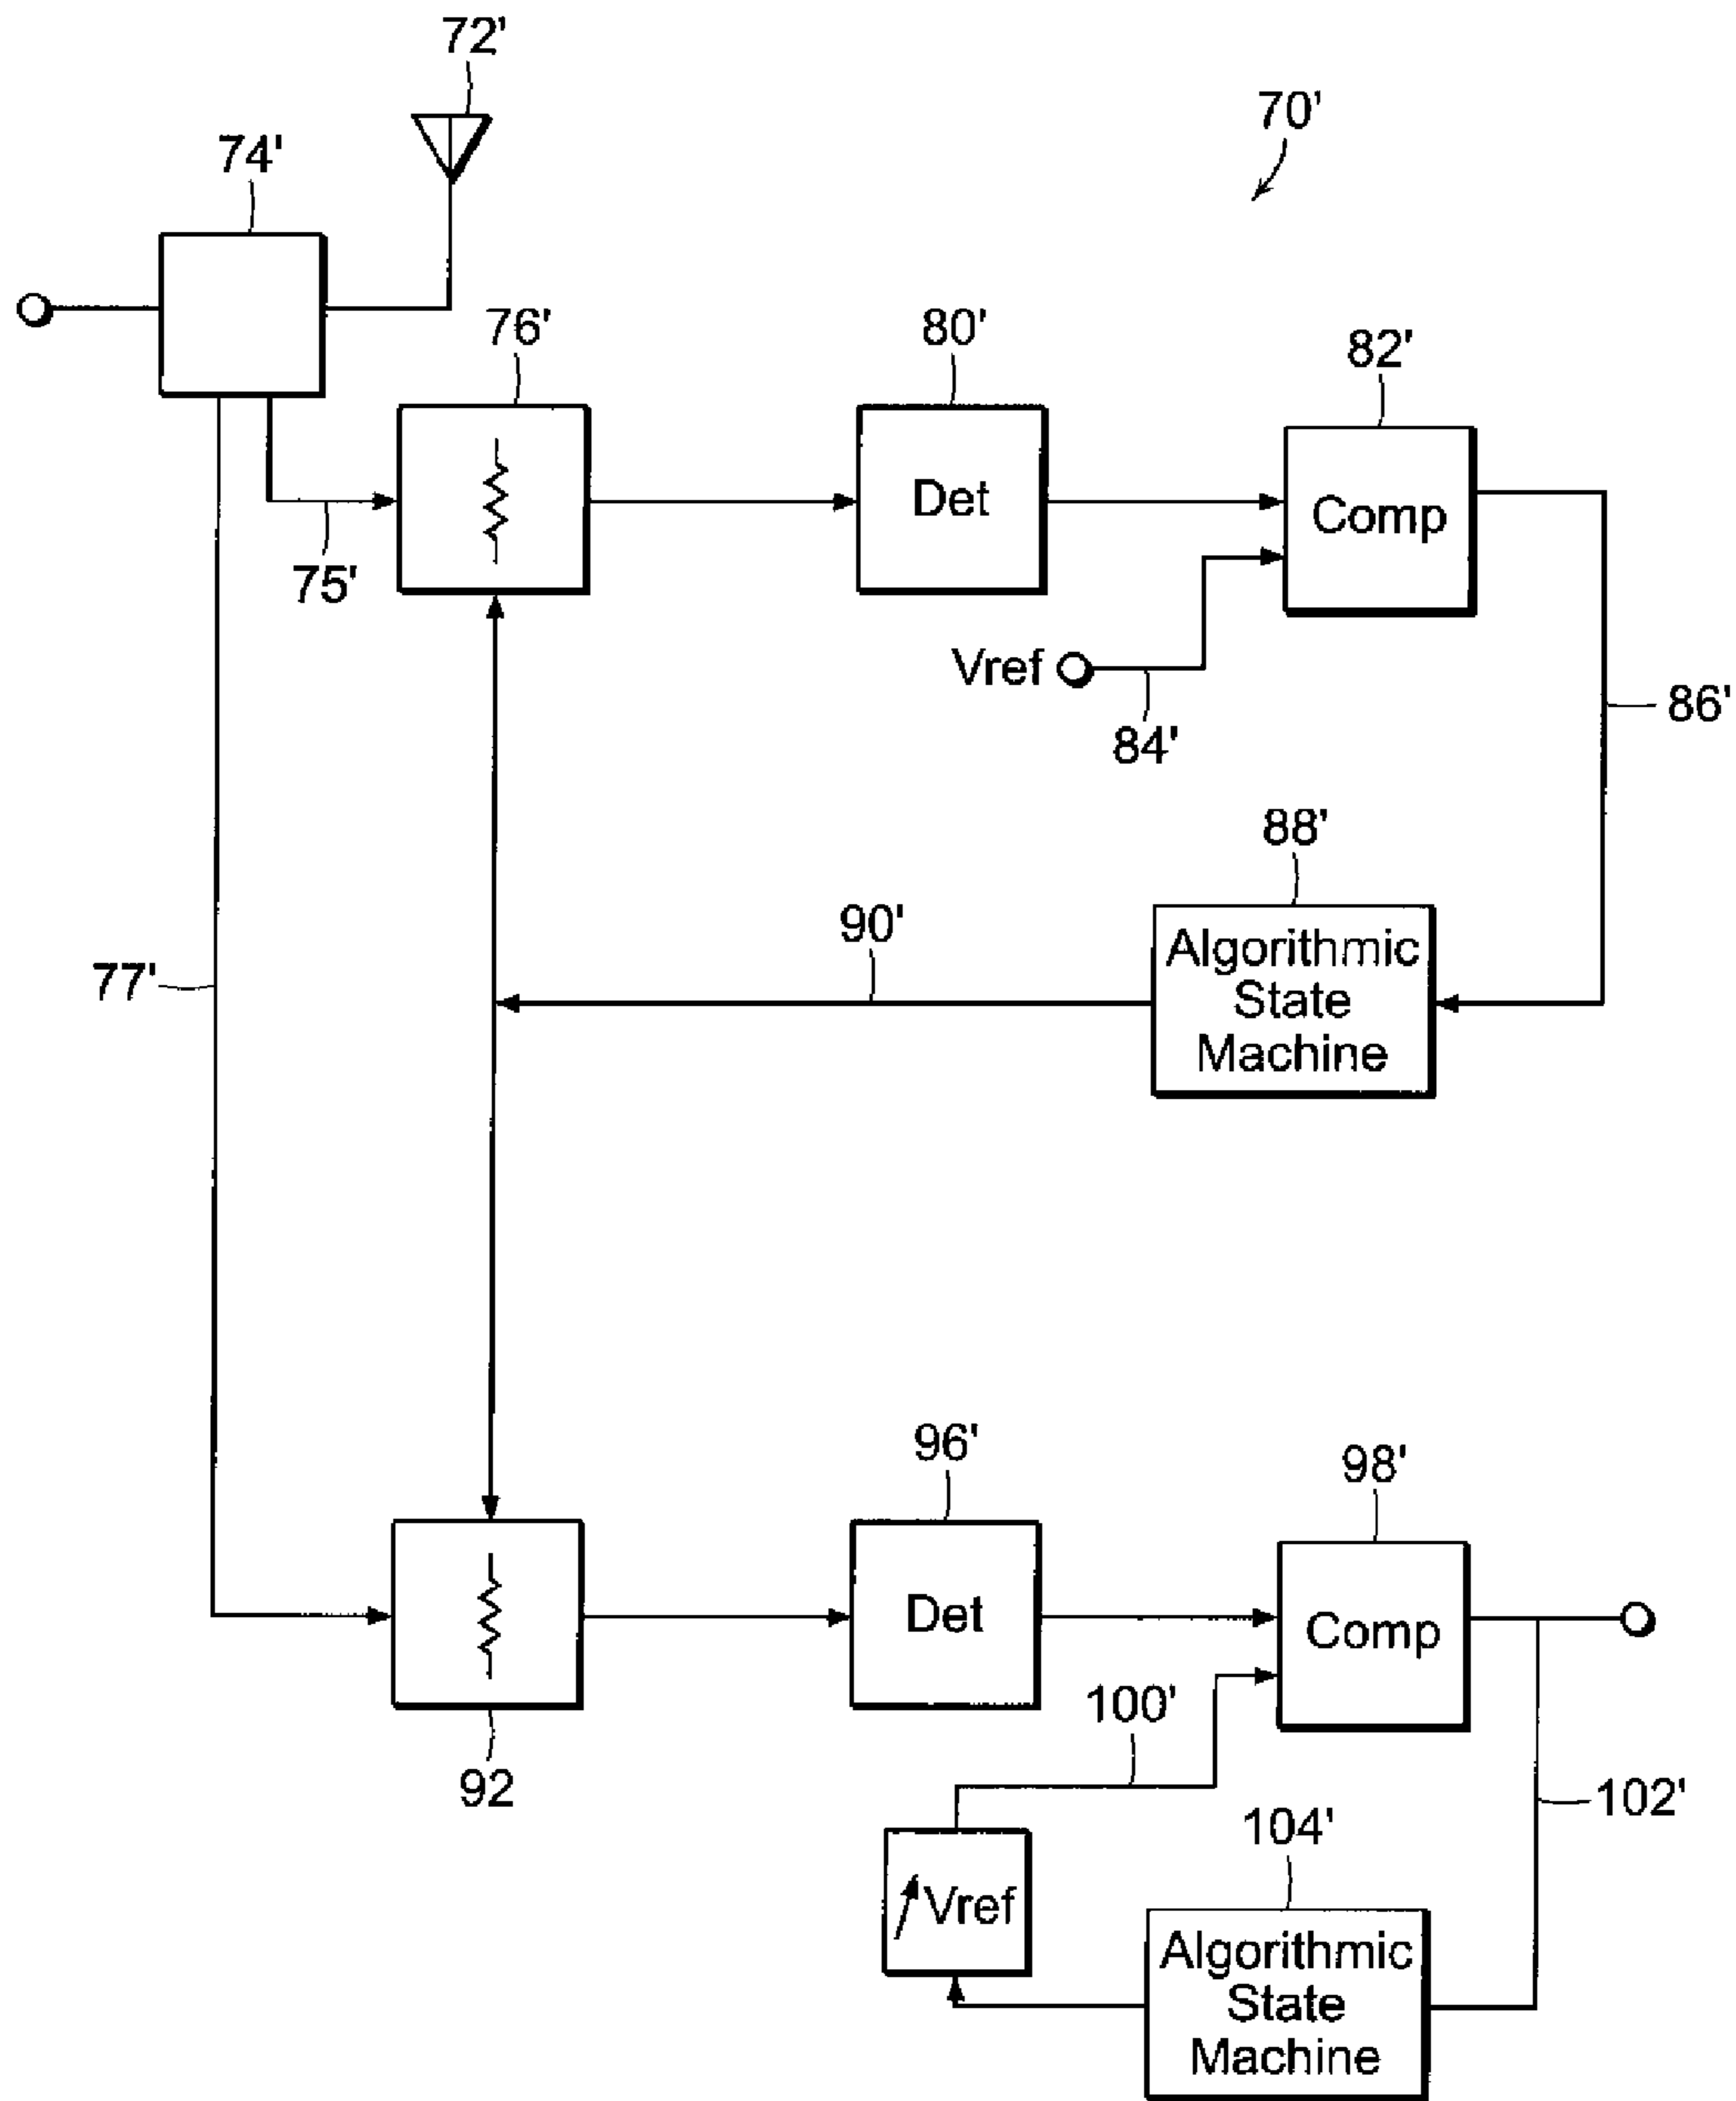 72'
70'
74'
76'
80'
82'
Det
Comp
75'
Vref
84'
86'
88'
90'
Algorithmic
State
Machine
77'
96'
98'
Det
Comp
100'
92
102'
104'
Vref
Algorithmic
State
Machine